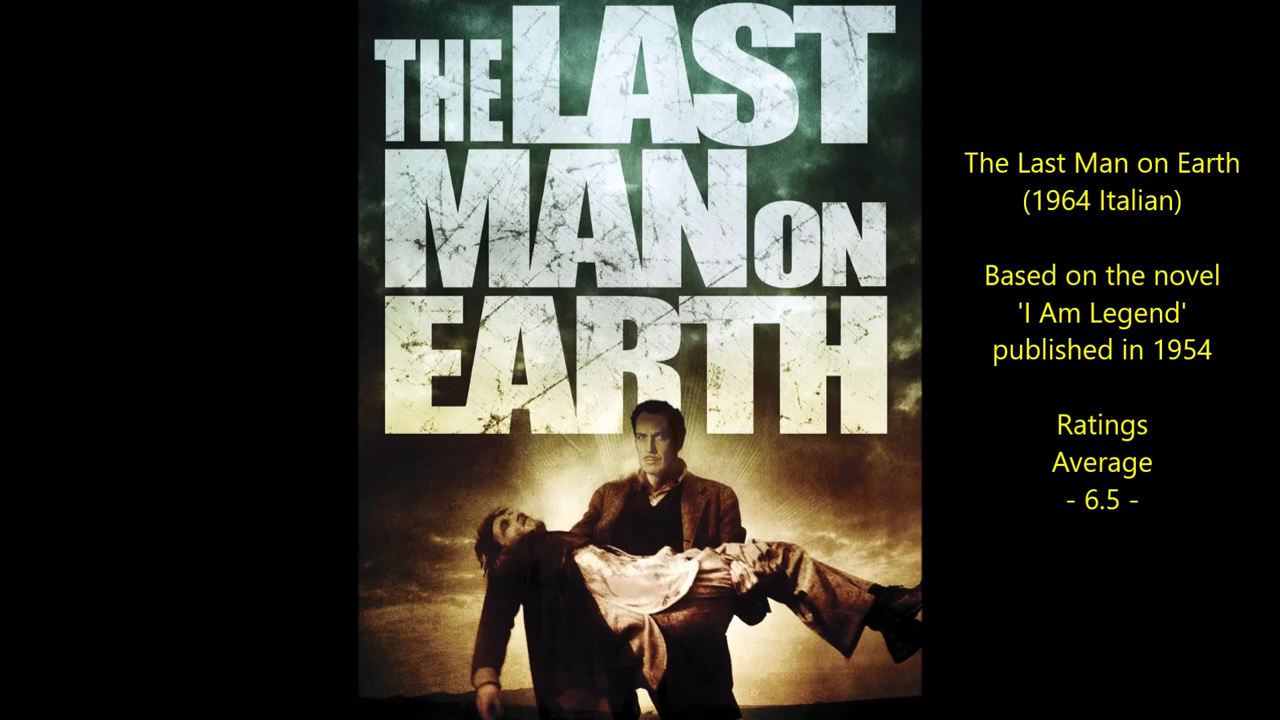 THE LAST
MAN ON
EARTH
The Last Man on Earth
(1964 Italian)
Based on the novel
'I Am Legend'
published in 1954
Ratings
Average
- 6.5 -